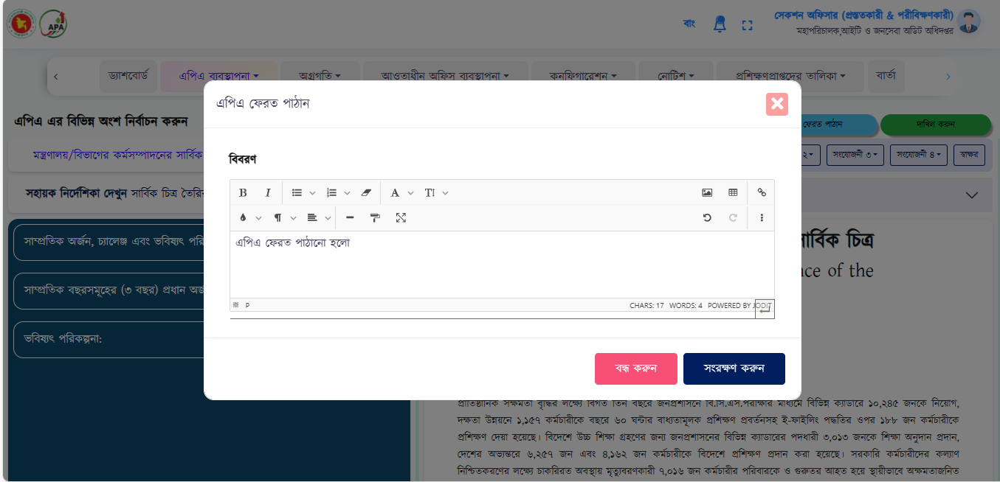 APA
বাং
সেকশন অফিসার (প্রস্ততকারী & পরীবিক্ষণকারী)
মহাপরিচালক,আইটি ও জনসেবা অডিট অধিদপ্তর
ড্যাশবোর্ড
এপিএ ব্যবস্থাপনা
অগ্রগতি
আওতাধীন অফিস ব্যবস্থাপনা
কনফিগারেশন
নোটিশ
প্রশিক্ষণপ্রাপ্তদের তালিকা
বার্তা
এপিএ ফেরত পাঠান
এপিএ এর বিভিন্ন অংশ নির্বাচন করুন
ফেরত পাঠান
দাখিল করুন
মন্ত্রণালয়/বিভাগের কর্মসম্পাদনের সার্বিক
২
সংযোজনী ৩
সংযোজনী ৪
স্বাক্ষর
বিবরণ
সহায়ক নির্দেশিকা দেখুন সার্বিক চিত্র তৈরির
এপিএ ফেরত পাঠানো হলো
P
CHARS: 17 WORDS: 4 POWERED BY JODIT
সাম্প্রতিক অর্জন, চ্যালেঞ্জ এবং ভবিষ্যৎ পরি
সাম্প্রতিক বছরসমূহের (৩ বছর) প্রধান অর্জ
ভবিষ্যৎ পরিকল্পনা:
সার্বিক চিত্র
nce of the
বন্ধ করুন
সংরক্ষণ করুন
প্রাতিষ্ঠানিক সক্ষমতা বৃদ্ধির লক্ষ্যে বিগত তিন বছরে জনপ্রশাসনে বি.সি.এস.পরীক্ষার মাধ্যমে বিভিন্ন ক্যাডারে ১০,২৪৫ জনকে নিয়োগ,
দক্ষতা উন্নয়নে ১,১৫৭ কর্মচারীকে বছরে ৬০ ঘন্টার বাধ্যতামূলক প্রশিক্ষণ প্রবর্তনসহ ই-ফাইলিং পদ্ধতির ওপর ১৮৮ জন কর্মচারীকে
প্রশিক্ষণ দেয়া হয়েছে। বিদেশে উচ্চ শিক্ষা গ্রহণের জন্য জনপ্রশাসনের বিভিন্ন ক্যাডারের পদধারী ৩,০১৩ জনকে শিক্ষা অনুদান প্রদান,
দেশের অভ্যন্তরে ৬,২৫৭ জন এবং ৪,১৬২ জন কর্মচারীকে বিদেশে প্রশিক্ষণ প্রদান করা হয়েছে। সরকারি কর্মচারীদের কল্যাণ
নিশ্চিতকরণের লক্ষ্যে চাকরিরত অবস্থায় মৃত্যুবরণকারী ৭,০১৬ জন কর্মচারীর পরিবারকে ও গুরুতর আহত হয়ে স্থায়ীভাবে অক্ষমতাজনিত